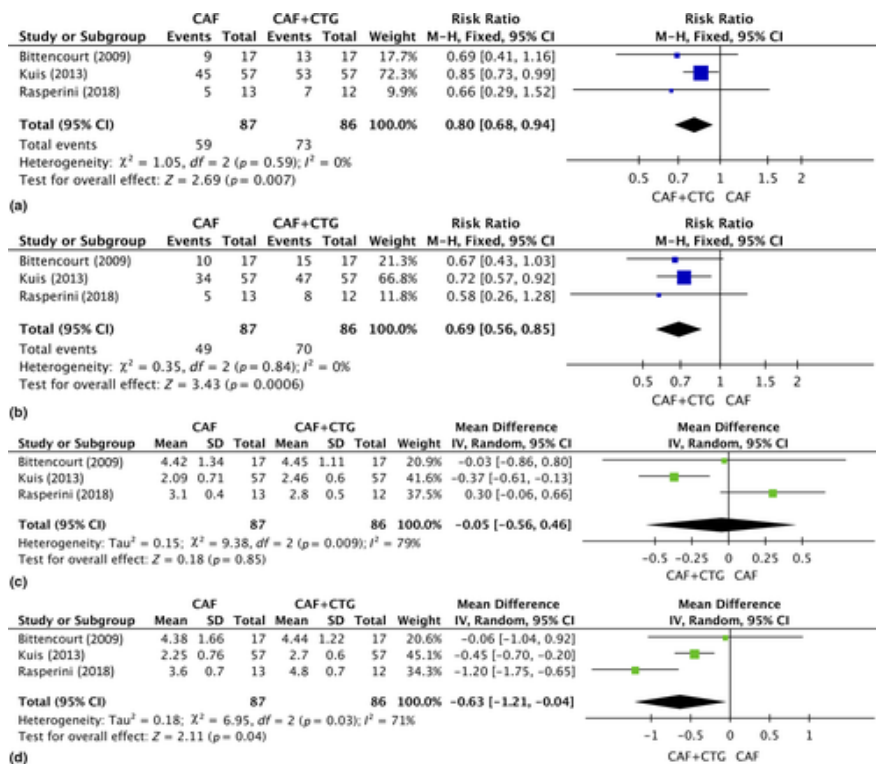 CAF CAF+CTG Risk Ratio Risk Ratio
Study or Subgroup Events Total Events Total Weight M-H, Fixed, 95% CI M-H, Fixed, 95% CI
Bittencourt (2009) 9 17 13 17 17.7% 0.69 [0.41, 1.16]
Kuis (2013) 45 57 53 57 72.3% 0.85 [0.73, 0.99]
Rasperini (2018) 5 13 7 12 9.9% 0.66 [0.29, 1.52]
Total (95% CI) 87 86 100.0% 0.80 [0.68, 0.94]
Total events 59 73
Heterogeneity: χ² = 1.05, df = 2 (p = 0.59); I² = 0%
Test for overall effect: Z = 2.69 (p = 0.007)
0.5 0.7 1 1.5 2
CAF+CTG CAF
(a)
CAF CAF+CTG Risk Ratio Risk Ratio
Study or Subgroup Events Total Events Total Weight M-H, Fixed, 95% CI M-H, Fixed, 95% CI
Bittencourt (2009) 10 17 15 17 21.3% 0.67 [0.43, 1.03]
Kuis (2013) 34 57 47 57 66.8% 0.72 [0.57, 0.92]
Rasperini (2018) 5 13 8 12 11.8% 0.58 [0.26, 1.28]
Total (95% CI) 87 86 100.0% 0.69 [0.56, 0.85]
Total events 49 70
Heterogeneity: χ² = 0.35, df = 2 (p = 0.84); I² = 0%
Test for overall effect: Z = 3.43 (p = 0.0006)
0.5 0.7 1 1.5 2
CAF+CTG CAF
(b)
CAF CAF+CTG Mean Difference Mean Difference
Study or Subgroup Mean SD Total Mean SD Total Weight IV, Random, 95% CI IV, Random, 95% CI
Bittencourt (2009) 4.42 1.34 17 4.45 1.11 17 20.9% -0.03 [-0.86, 0.80]
Kuis (2013) 2.09 0.71 57 2.46 0.6 57 41.6% -0.37 [-0.61, -0.13]
Rasperini (2018) 3.1 0.4 13 2.8 0.5 12 37.5% 0.30 [-0.06, 0.66]
Total (95% CI) 87 86 100.0% -0.05 [-0.56, 0.46]
Heterogeneity: Tau² = 0.15; χ² = 9.38, df = 2 (p = 0.009); I² = 79%
Test for overall effect: Z = 0.18 (p = 0.85)
-0.5 -0.25 0 0.25 0.5
CAF+CTG CAF
(c)
CAF CAF+CTG Mean Difference Mean Difference
Study or Subgroup Mean SD Total Mean SD Total Weight IV, Random, 95% CI IV, Random, 95% CI
Bittencourt (2009) 4.38 1.66 17 4.44 1.22 17 20.6% -0.06 [-1.04, 0.92]
Kuis (2013) 2.25 0.76 57 2.7 0.6 57 45.1% -0.45 [-0.70, -0.20]
Rasperini (2018) 3.6 0.7 13 4.8 0.7 12 34.3% -1.20 [-1.75, -0.65]
Total (95% CI) 87 86 100.0% -0.63 [-1.21, -0.04]
Heterogeneity: Tau² = 0.18; χ² = 6.95, df = 2 (p = 0.03); I² = 71%
Test for overall effect: Z = 2.11 (p = 0.04)
-1 -0.5 0 0.5 1
CAF+CTG CAF
(d)